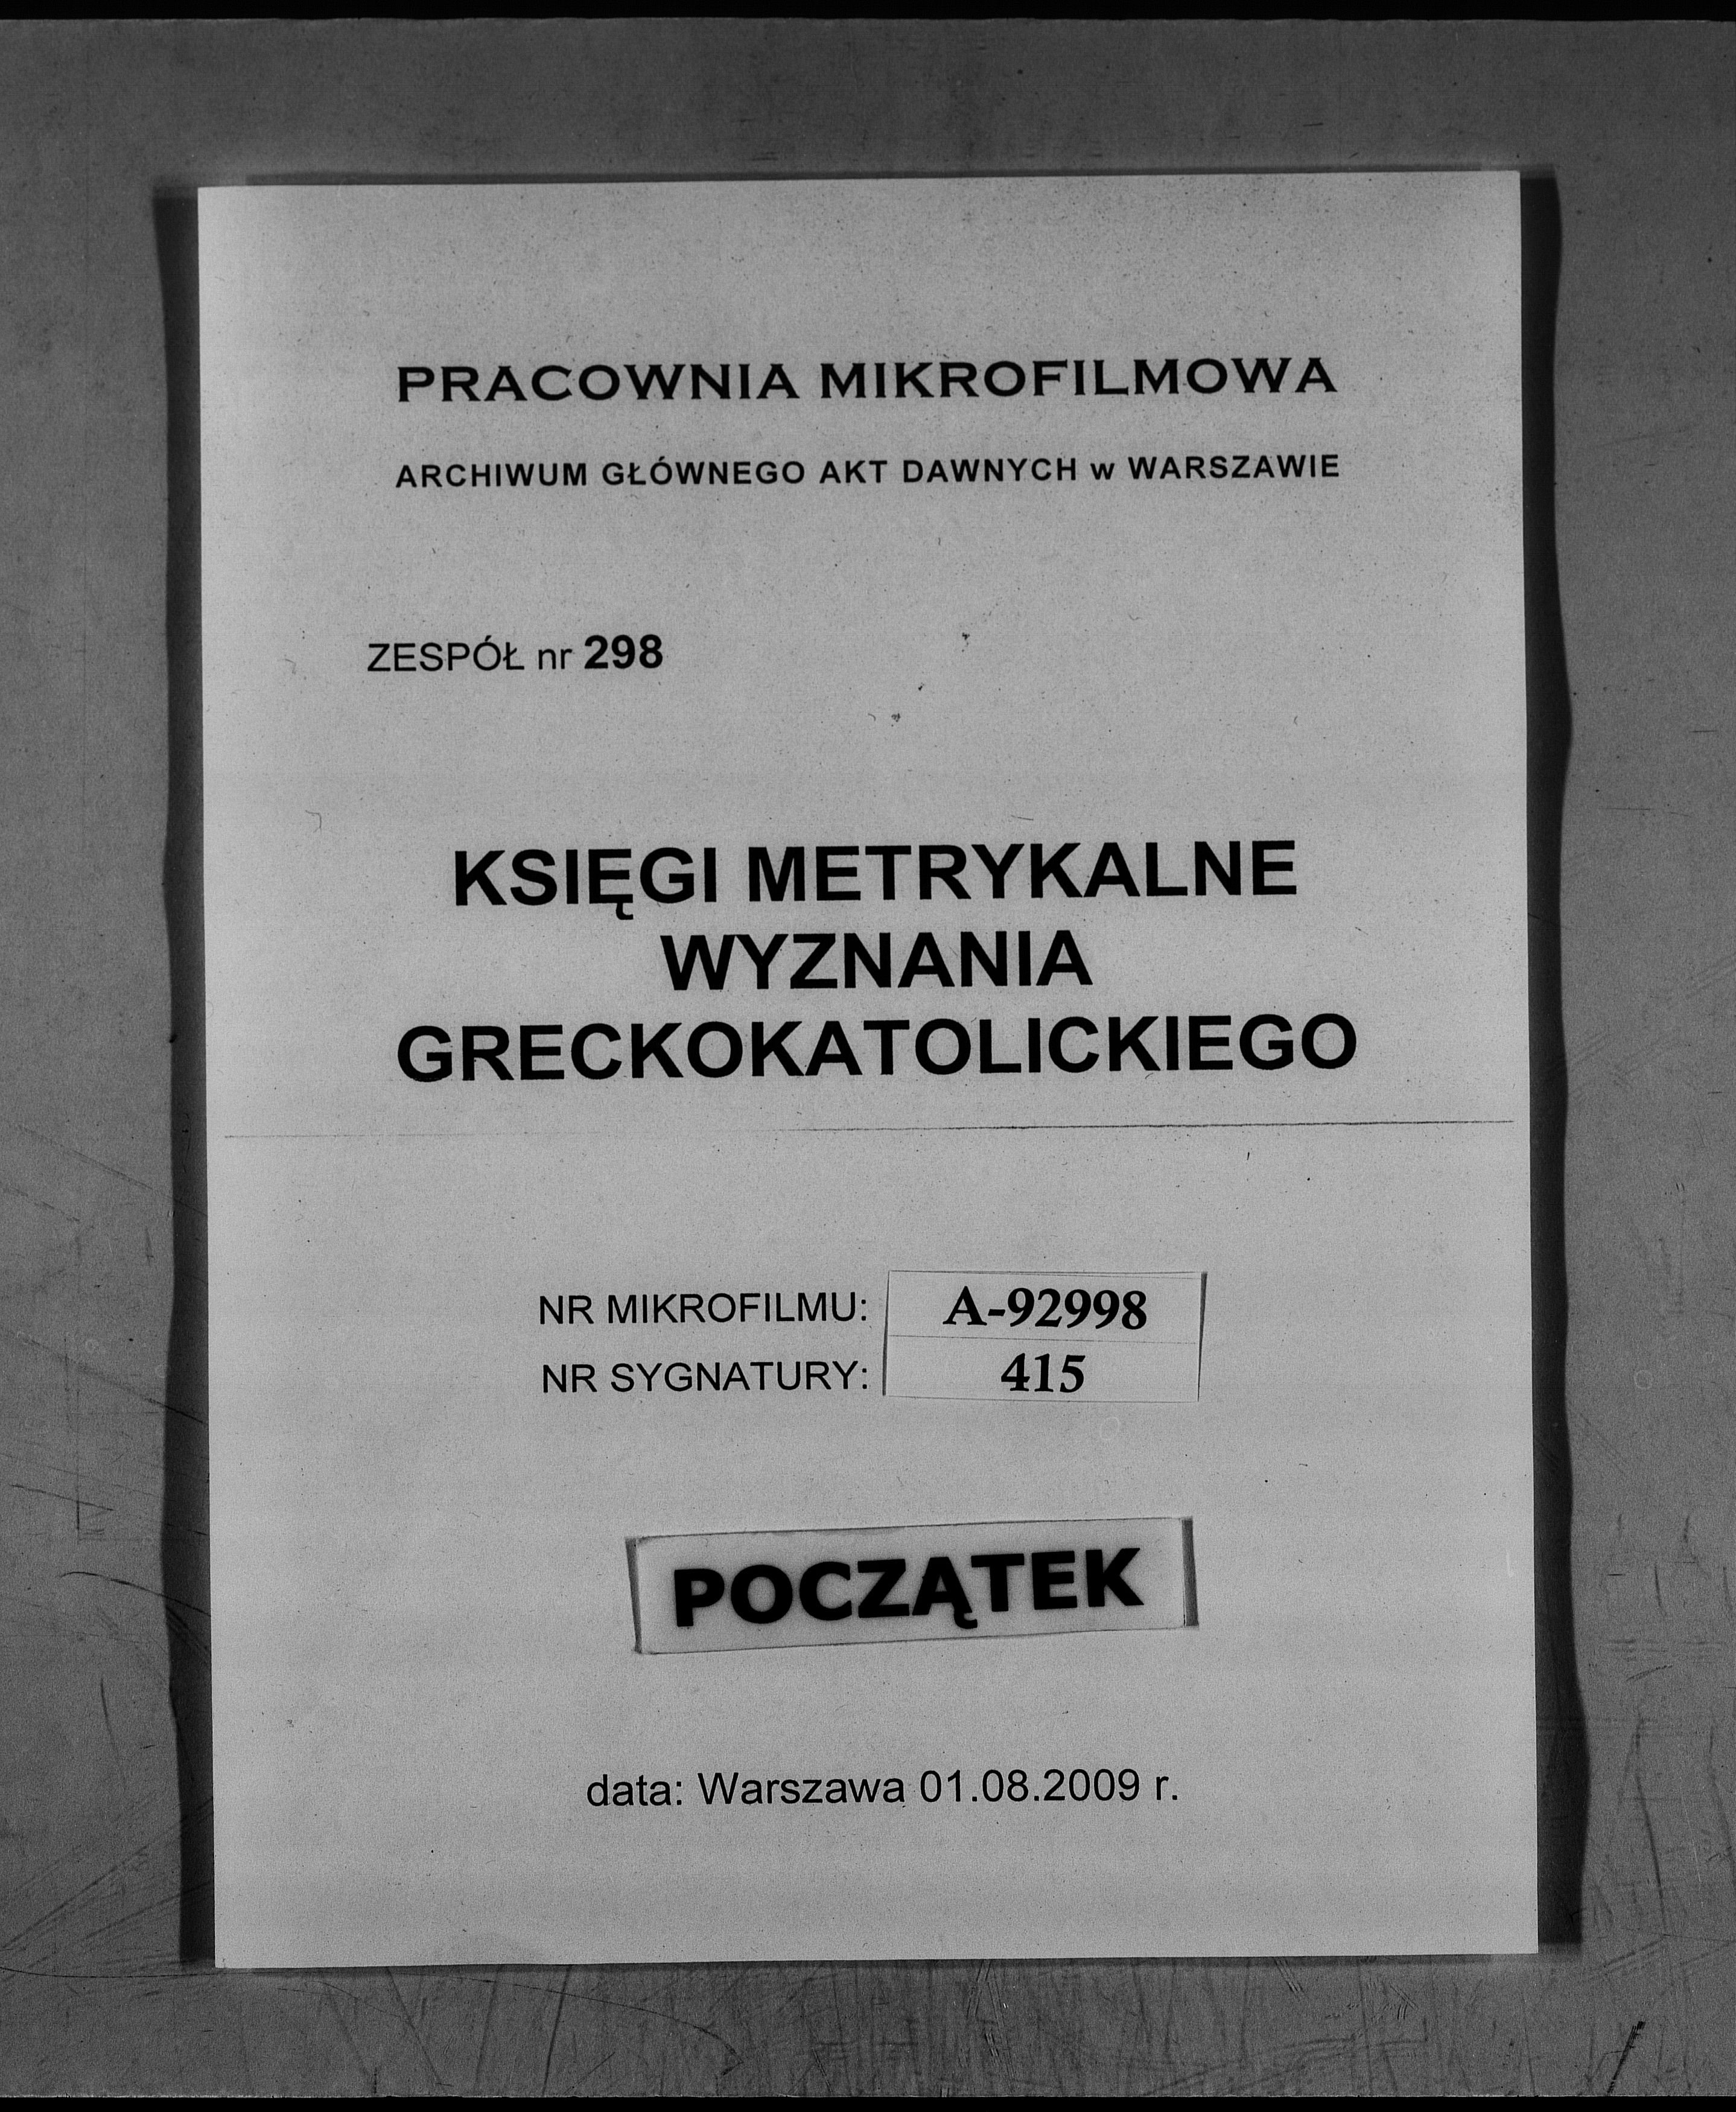 PRACOWNIA MIKROFILMOWA
ARCHIWUM GŁÓWNEGO AKT DAWNYCH w WARSZAWIE
ZESPÓŁ nr 298
KSIĘGI METRYKALNE
WYZNANIA
GRECKOKATOLICKIEGO
NR MIKROFILMU: A-92998
NR SYGNATURY: 415
POCZĄTEK
data: Warszawa 01.08.2009 r.